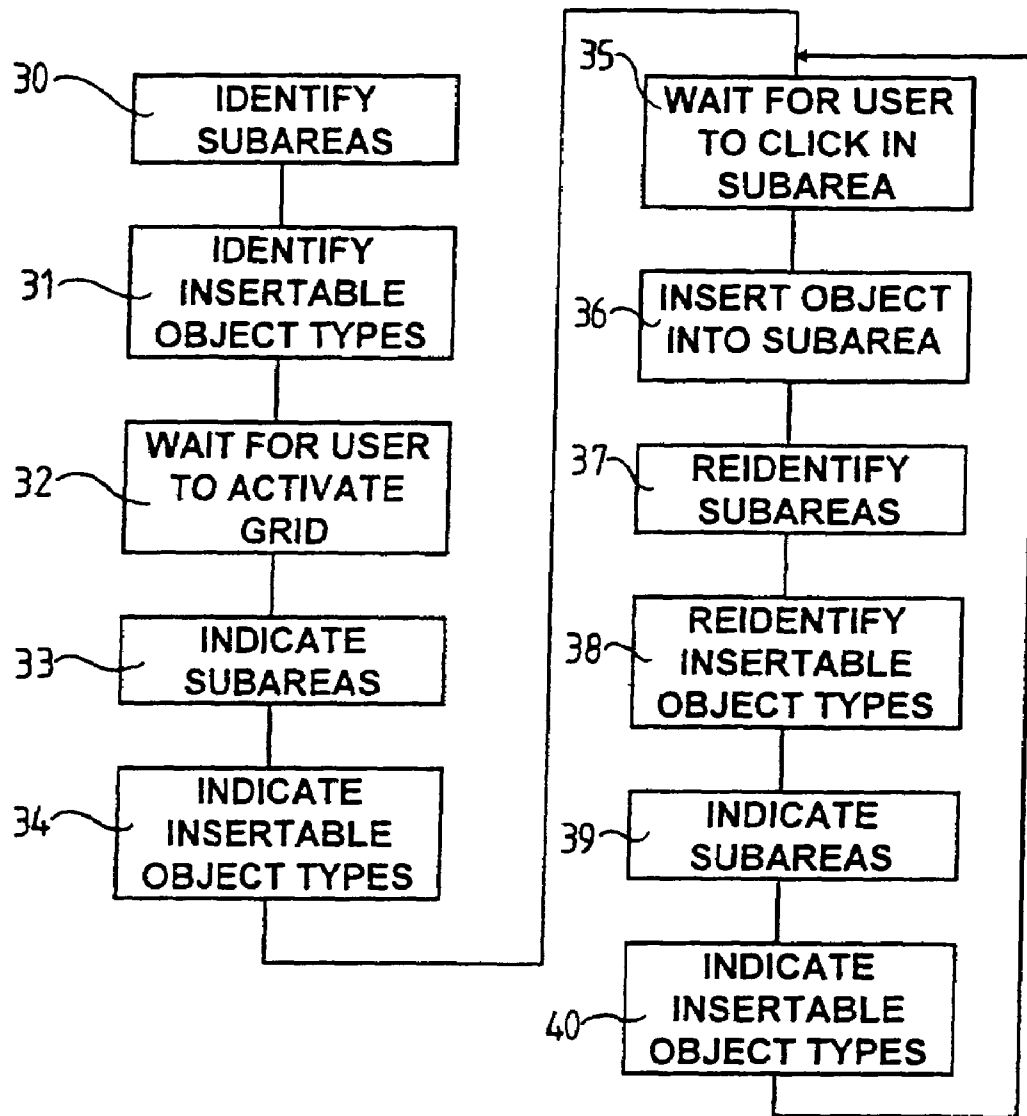 30
IDENTIFY
SUBAREAS
31
IDENTIFY
INSERTABLE
OBJECT TYPES
32
WAIT FOR USER
TO ACTIVATE
GRID
33
INDICATE
SUBAREAS
34
INDICATE
INSERTABLE
OBJECT TYPES
35
WAIT FOR USER
TO CLICK IN
SUBAREA
36
INSERT OBJECT
INTO SUBAREA
37
REIDENTIFY
SUBAREAS
38
REIDENTIFY
INSERTABLE
OBJECT TYPES
39
INDICATE
SUBAREAS
40
INDICATE
INSERTABLE
OBJECT TYPES